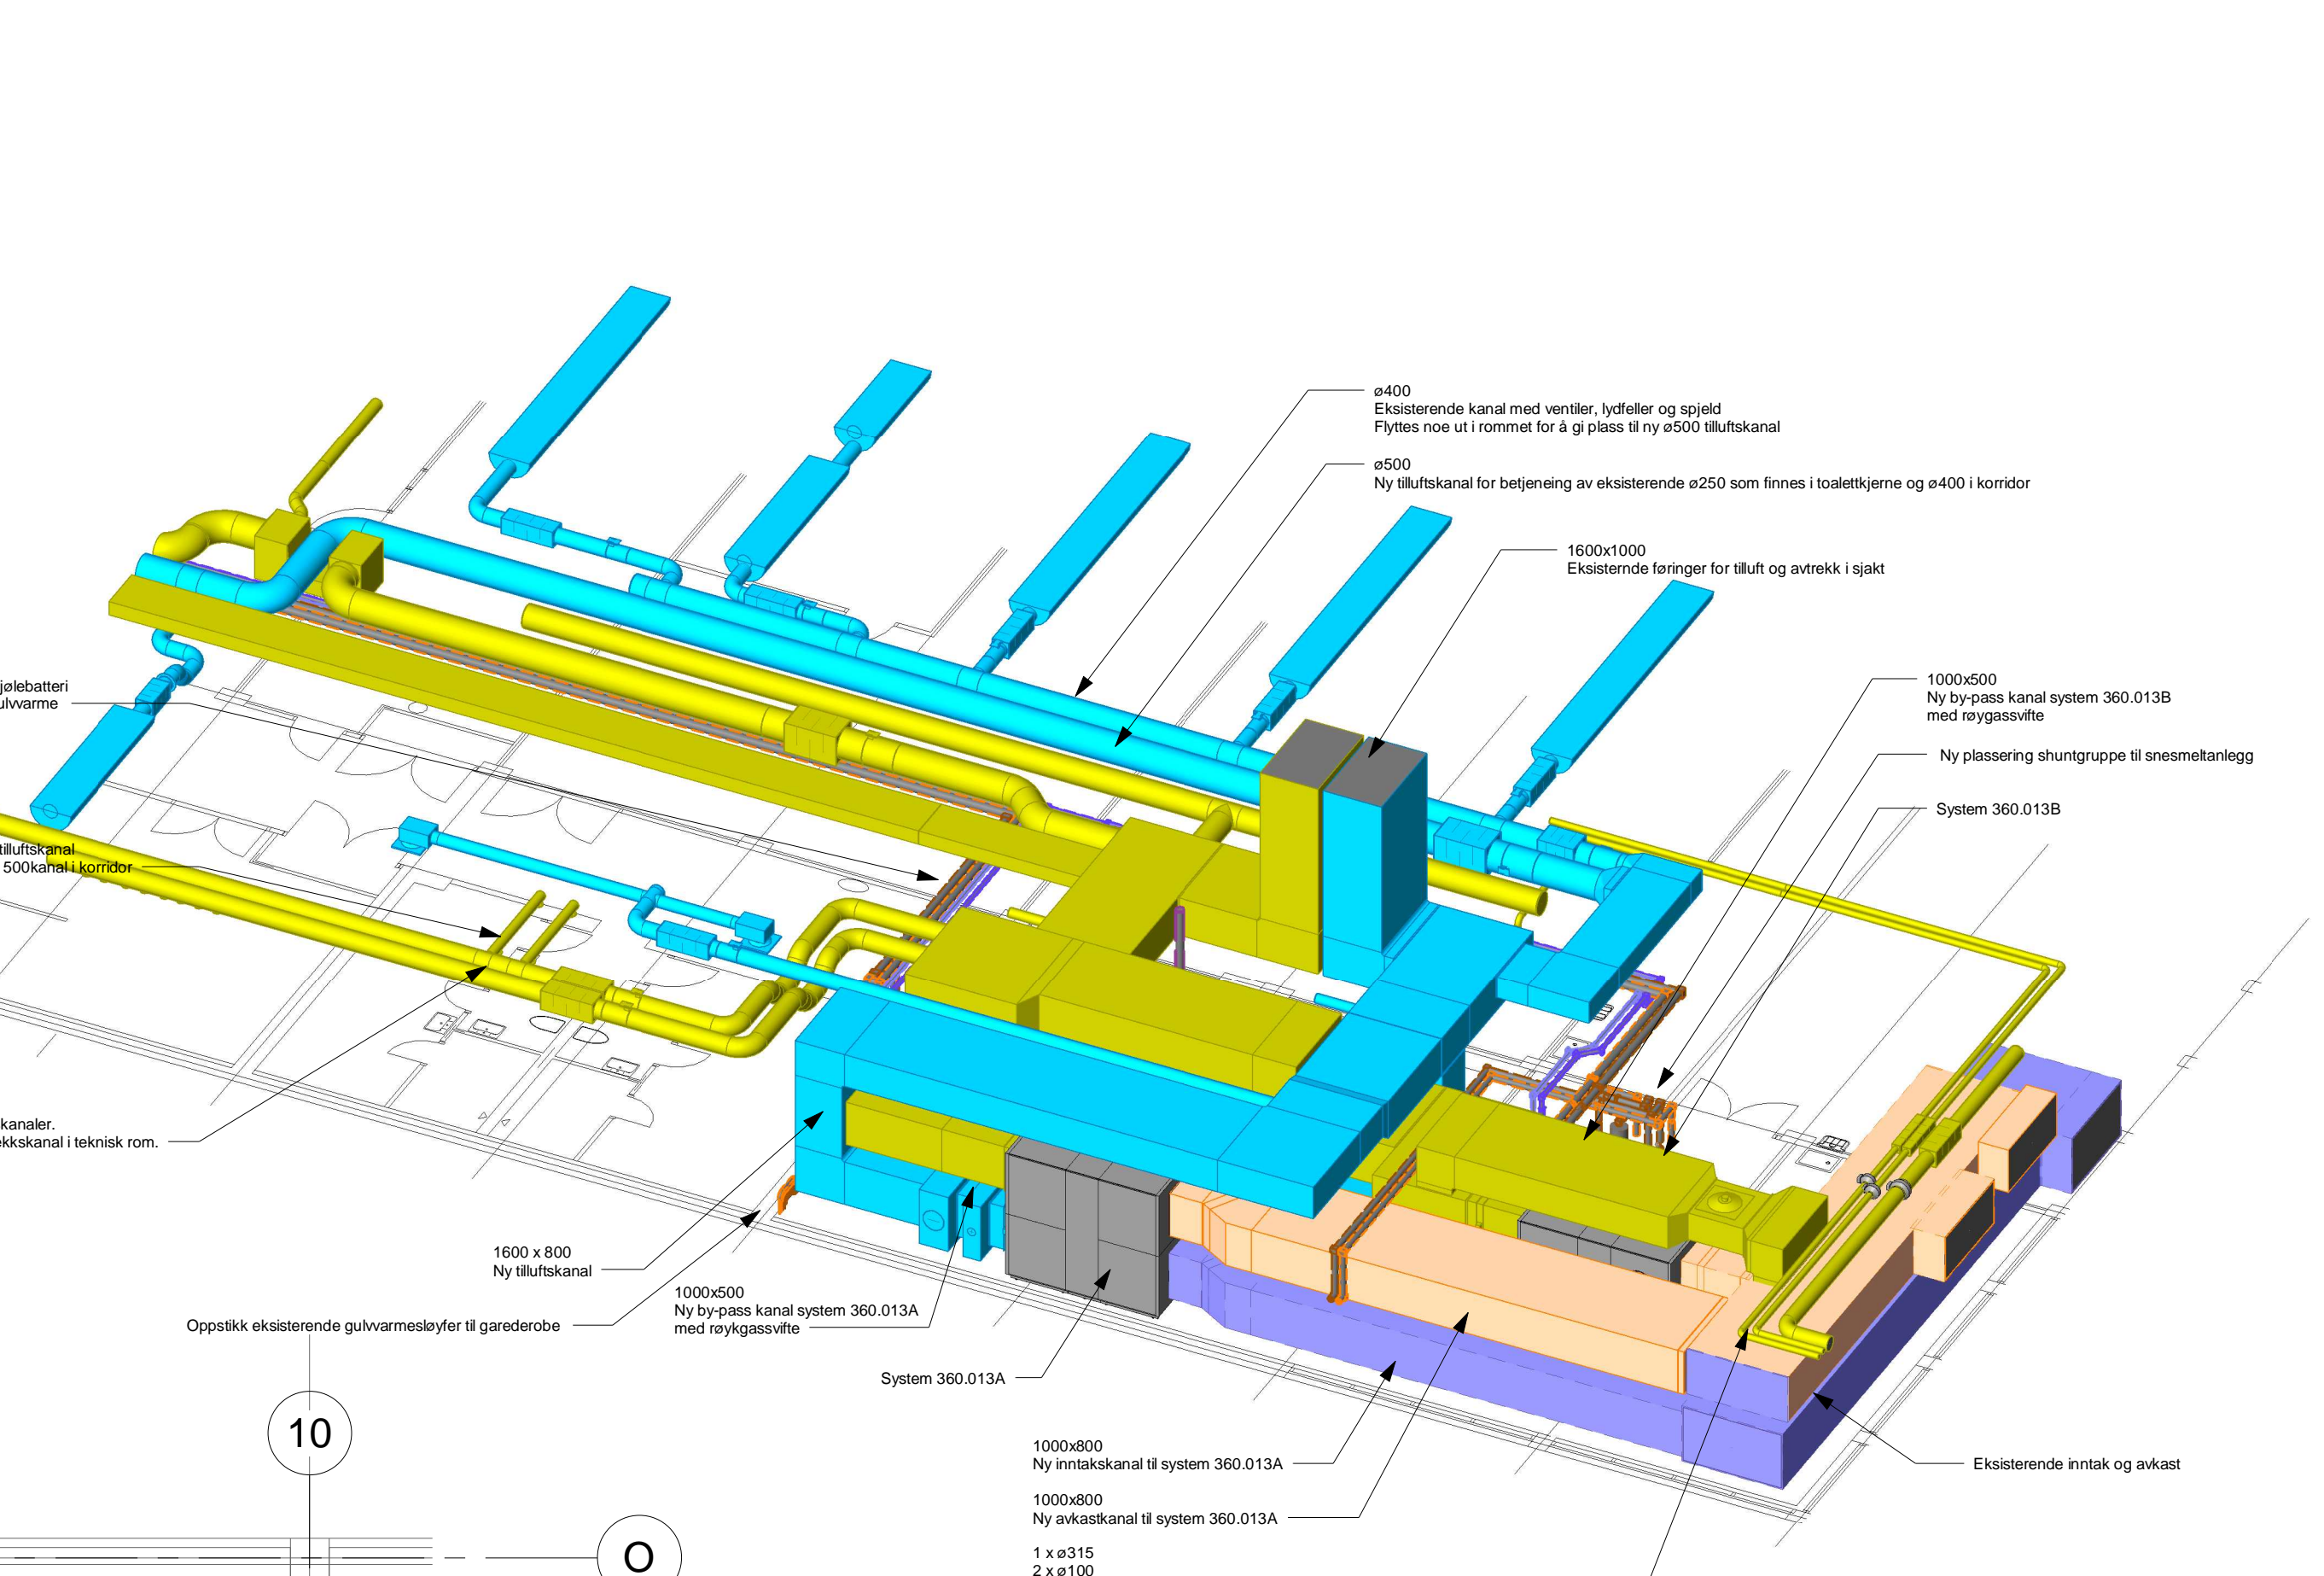 ø400
Eksisterende kanal med ventiler, lydfeller og spjeld
Flyttes noe ut i rommet for å gi plass til ny ø500 tilluftskanal
ø500
Ny tilluftskanal for betjeneing av eksisterende ø250 som finnes i toalettkjerne og ø400 i korridor
1600x1000
Eksisternde føringer for tilluft og avtrekk i sjakt
1000x500
Ny by-pass kanal system 360.013B
med røygassvifte
Ny plassering shuntgruppe til snesmeltanlegg
System 360.013B
jølebatteri
ulvvarme
tilluftskanal
500kanal i korridor
kanaler.
ekkskanal i teknisk rom.
1600 x 800
Ny tilluftskanal
1000x500
Ny by-pass kanal system 360.013A
med røykgassvifte
Oppstikk eksisterende gulvvarmesløyfer til garederobe
System 360.013A
10
1000x800
Ny inntakskanal til system 360.013A
Eksisterende inntak og avkast
1000x800
Ny avkastkanal til system 360.013A
1 x ø315
2 x ø100
O